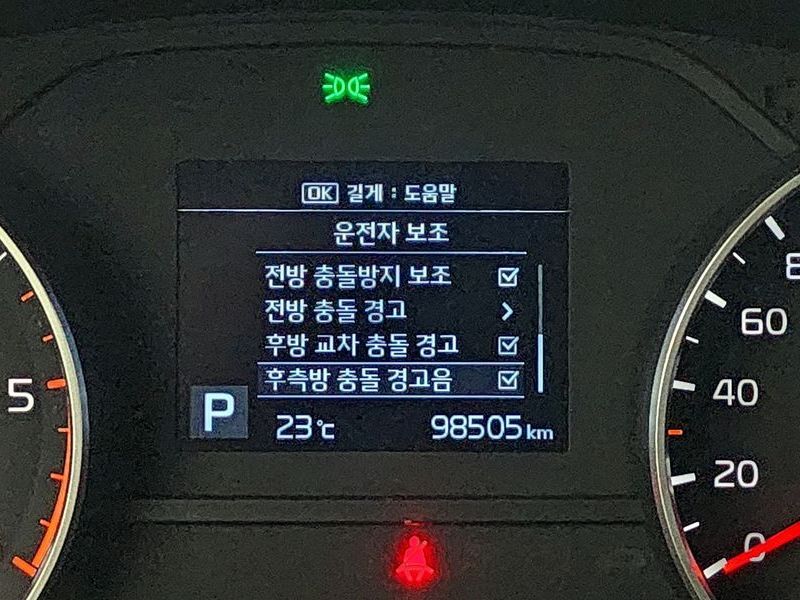 OK 길게 : 도움말
운전자 보조
전방 충돌방지 보조
전방 충돌 경고
후방 교차 충돌 경고
후측방 충돌 경고음
P 23℃ 98505 km
5
60
40
20
0